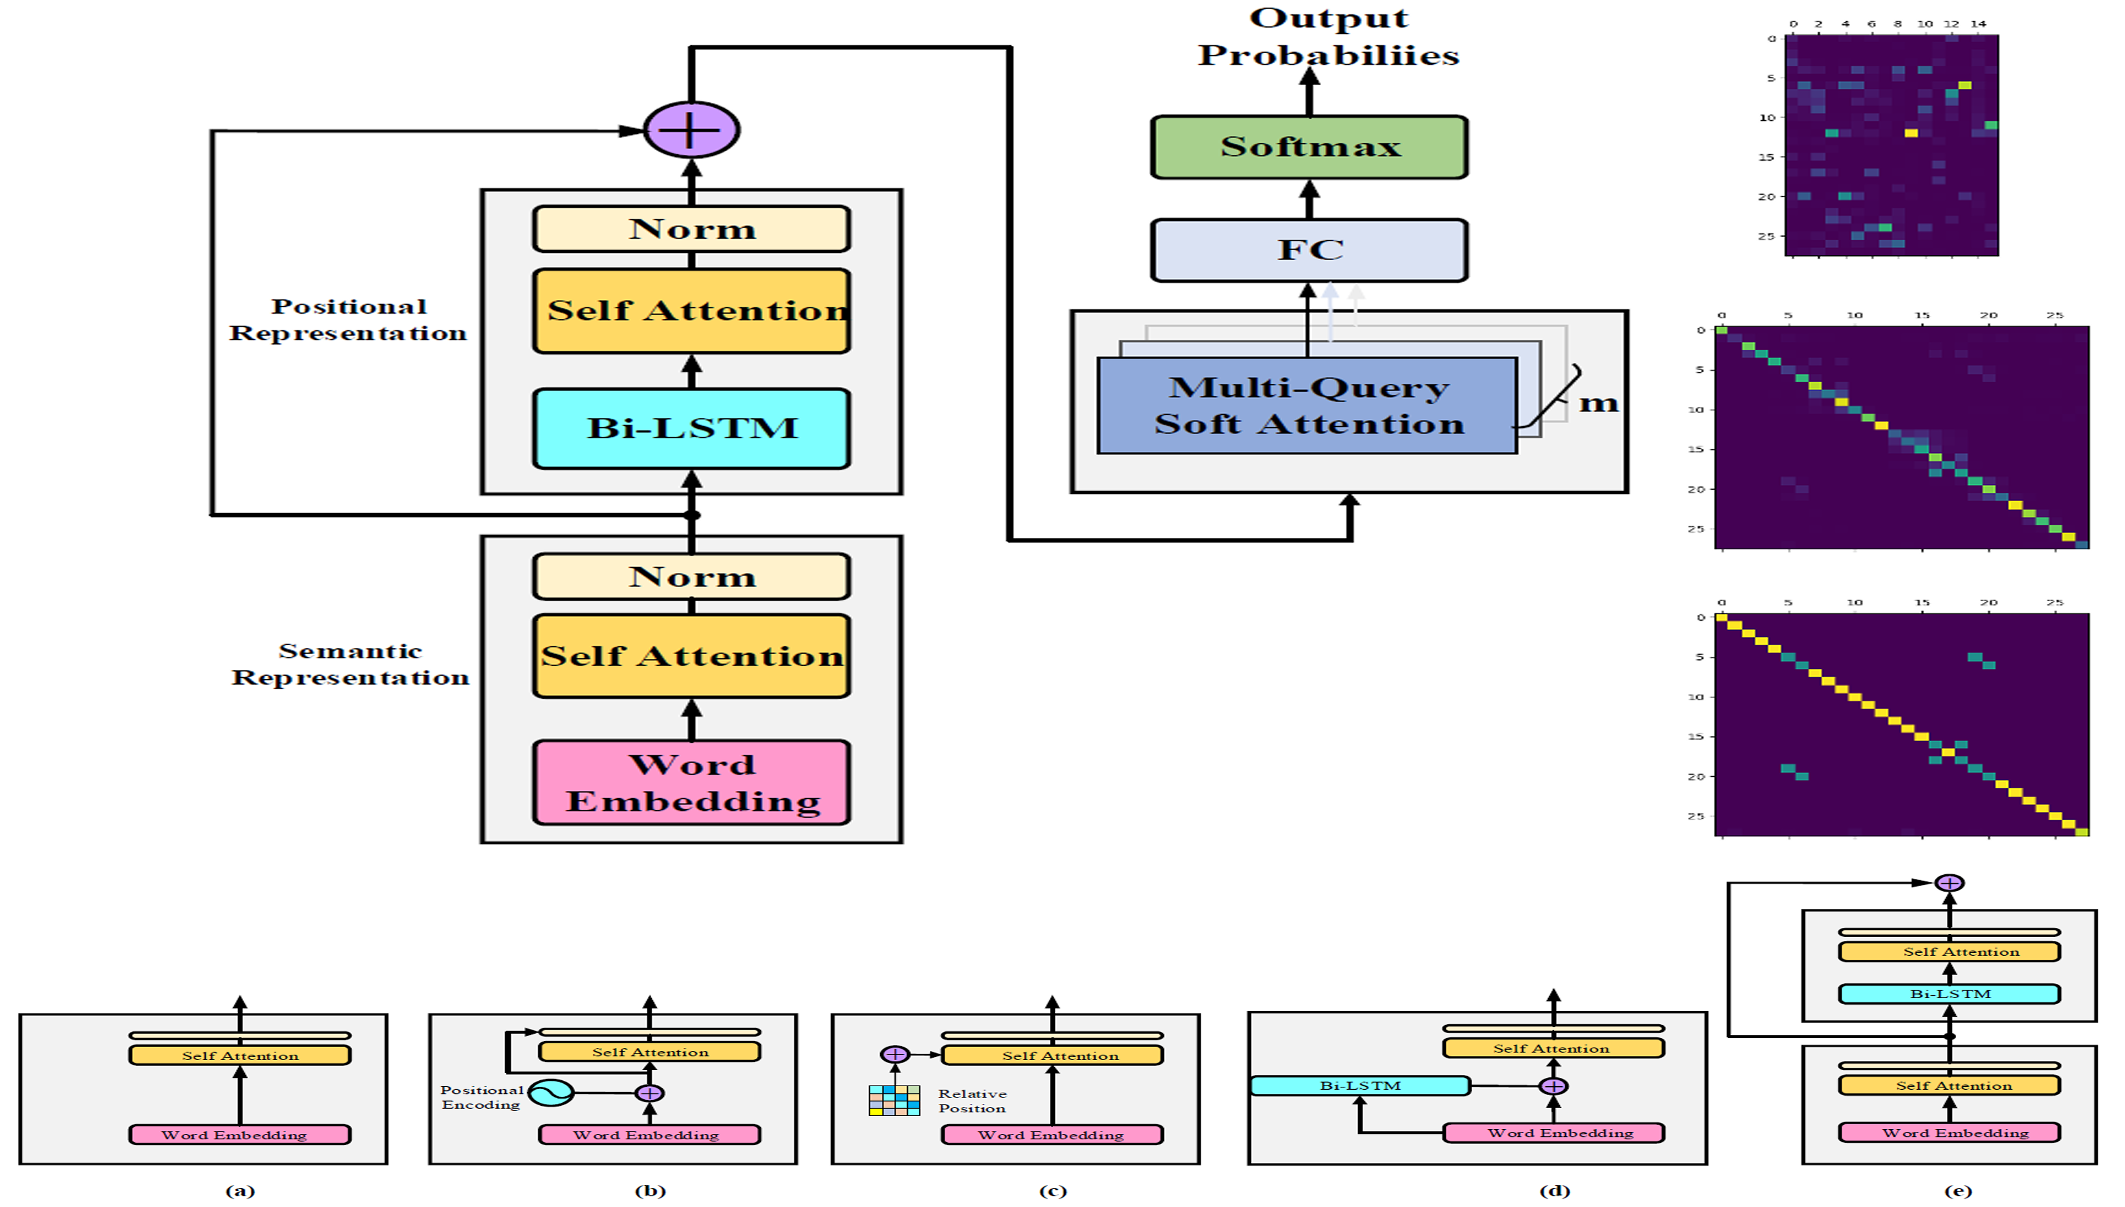 Output
Probabiliies
Softmax
FC
Multi-Query
Soft Attention
m
Norm
Self Attention
Bi-LSTM
Positional
Representation
Norm
Self Attention
Word
Embedding
Semantic
Representation
0 2 4 6 8 10 12 14
0
5
10
15
20
25
0 5 10 15 20 25
0
5
10
15
20
25
0 5 10 15 20 25
0
5
10
15
20
25
Self Attention
Word Embedding
(a)
Self Attention
Positional
Encoding
Word Embedding
(b)
Self Attention
Relative
Position
Word Embedding
(c)
Self Attention
Bi-LSTM
Word Embedding
(d)
Self Attention
Bi-LSTM
Self Attention
Word Embedding
(e)